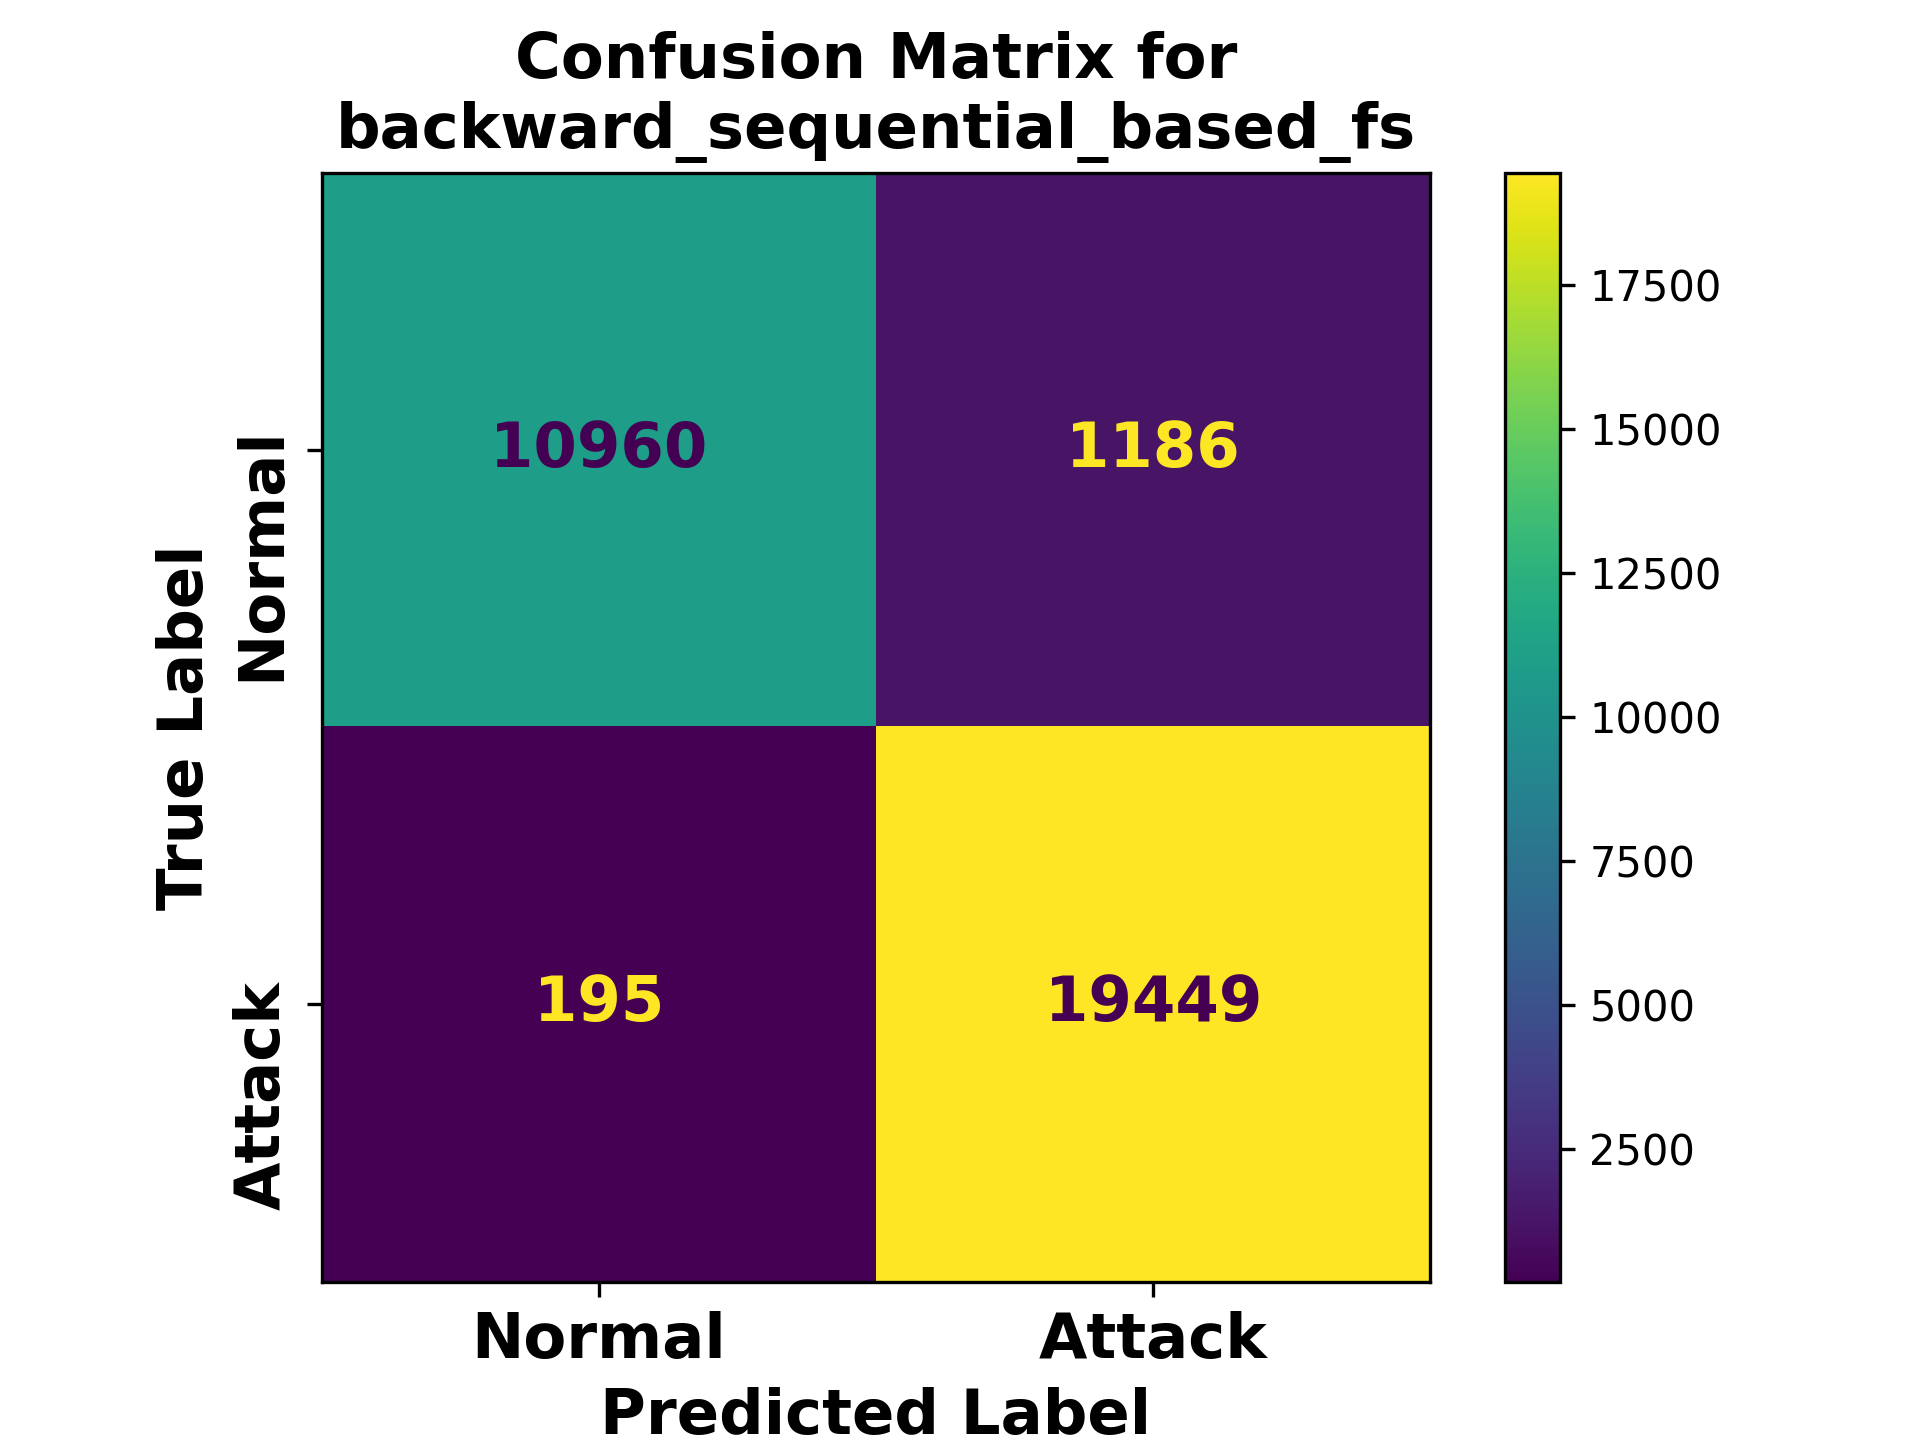 Confusion Matrix for
backward_sequential_based_fs
True Label
Normal
Attack
10960
1186
195
19449
Normal
Attack
Predicted Label
17500
15000
12500
10000
7500
5000
2500